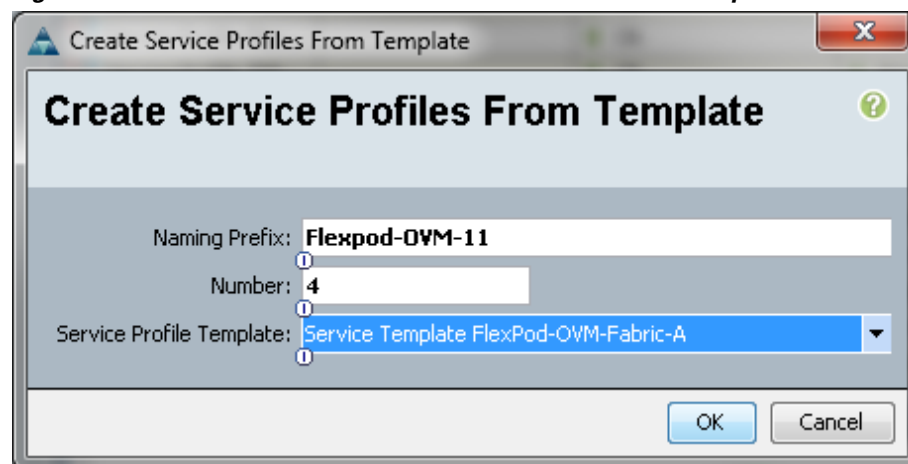 Create Service Profiles From Template
Create Service Profiles From Template
Naming Prefix: Flexpod-OVM-11
Number: 4
Service Profile Template: Service Template FlexPod-OVM-Fabric-A
OK Cancel